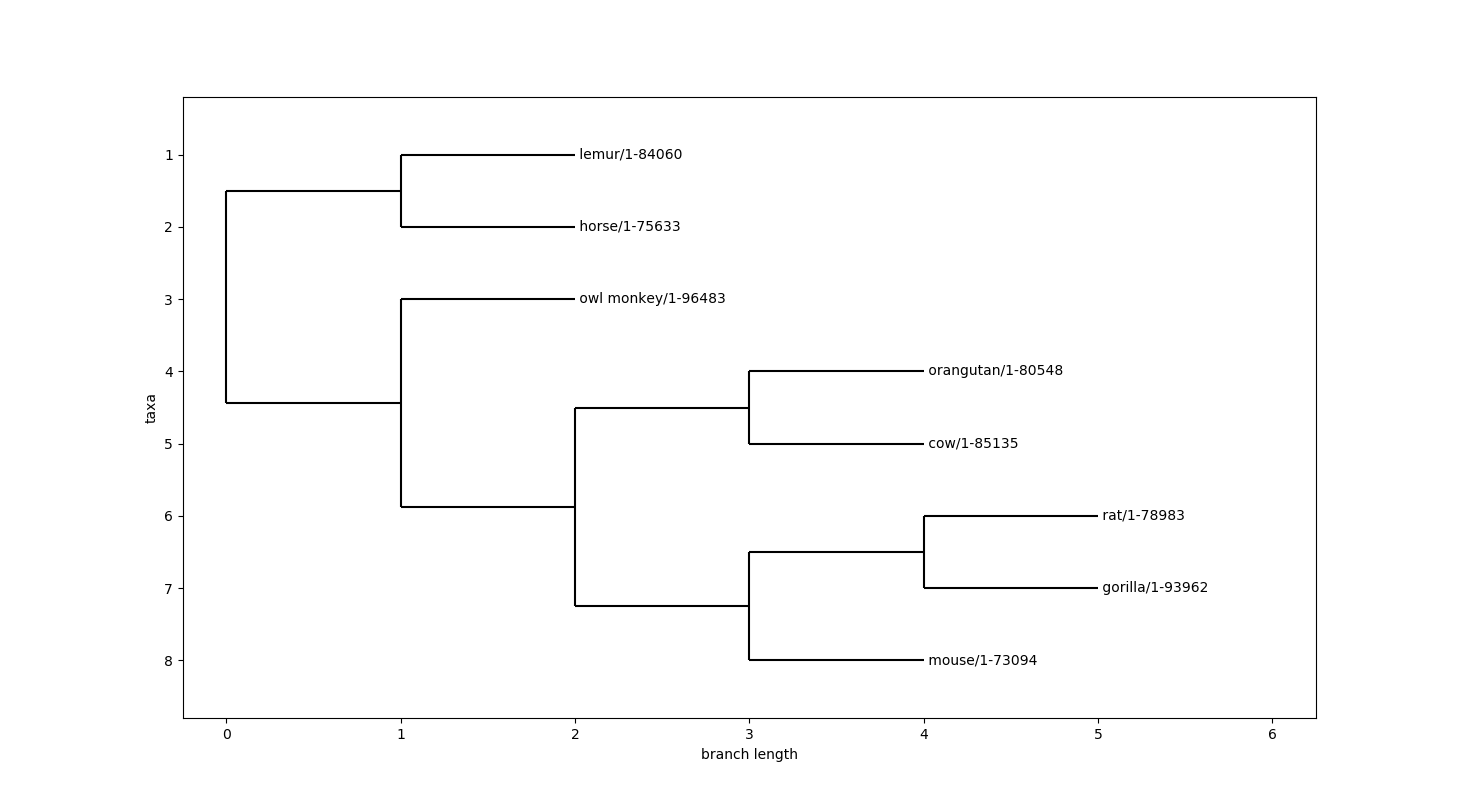 1
lemur/1-84060
2
horse/1-75633
3
owl monkey/1-96483
4
orangutan/1-80548
taxa
5
cow/1-85135
6
rat/1-78983
7
gorilla/1-93962
8
mouse/1-73094
0 1 2 3 4 5 6
branch length